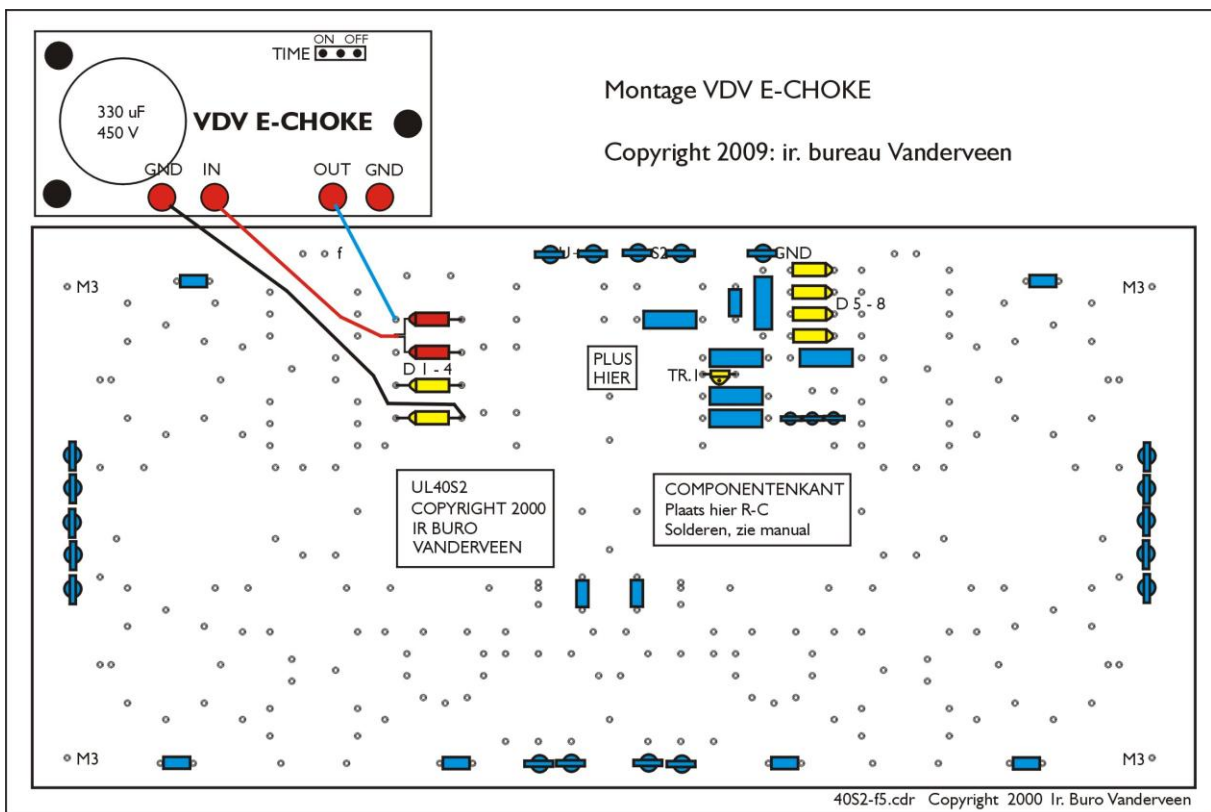 ON OFF
TIME
330 uF
450 V
VDV E-CHOKE
GND IN OUT GND
Montage VDV E-CHOKE
Copyright 2009: ir. bureau Vanderveen
f
S2
GND
M3
M3
D 5 - 8
D 1 - 4
PLUS
HIER
TR.1
UL40S2
COPYRIGHT 2000
IR BURO
VANDERVEEN
COMPONENTENKANT
Plaats hier R-C
Solderen, zie manual
M3
M3
40S2-f5.cdr Copyright 2000 Ir. Buro Vanderveen